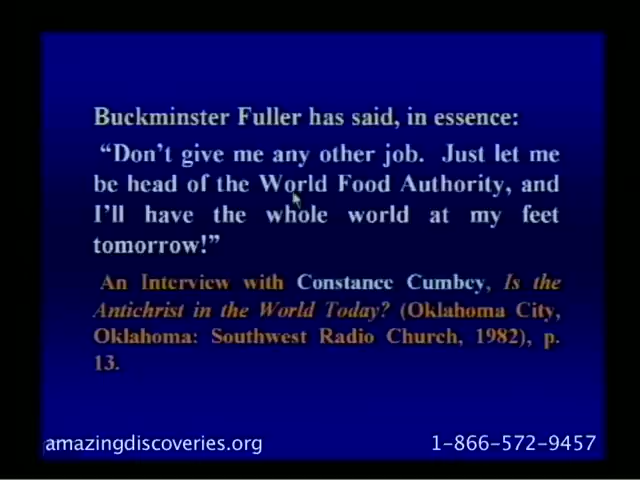 Buckminster Fuller has said, in essence:
“Don’t give me any other job. Just let me
be head of the World Food Authority, and
I’ll have the whole world at my feet
tomorrow!”
An Interview with Constance Cumbey, Is the
Antichrist in the World Today? (Oklahoma City,
Oklahoma: Southwest Radio Church, 1982), p.
13.
amazingdiscoveries.org
1-866-572-9457